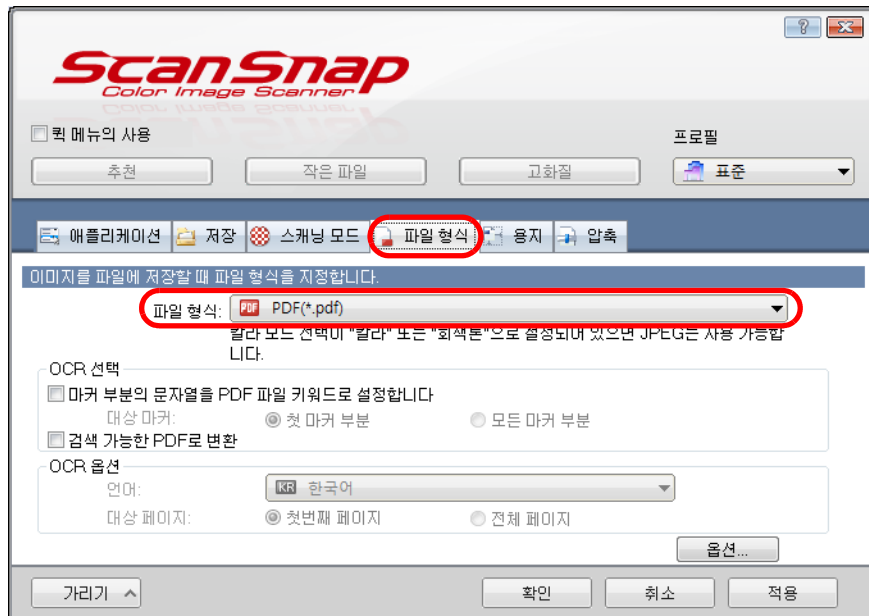 ScanSnap
Color Image Scanner
퀵 메뉴의 사용
프로필
추천 작은 파일 고화질 표준
애플리케이션 저장 스캐닝 모드 파일 형식 용지 압축
이미지를 파일에 저장할 때 파일 형식을 지정합니다.
파일 형식: PDF PDF(*.pdf)
칼라 모드 선택이 "칼라" 또는 "회색톤"으로 설정되어 있으면 JPEG는 사용 가능합
니다.
OCR 선택
마커 부분의 문자열을 PDF 파일 키워드로 설정합니다
대상 마커: 첫 마커 부분 모든 마커 부분
검색 가능한 PDF로 변환
OCR 옵션
언어: KR 한국어
대상 페이지: 첫번째 페이지 전체 페이지
옵션...
가리기 확인 취소 적용